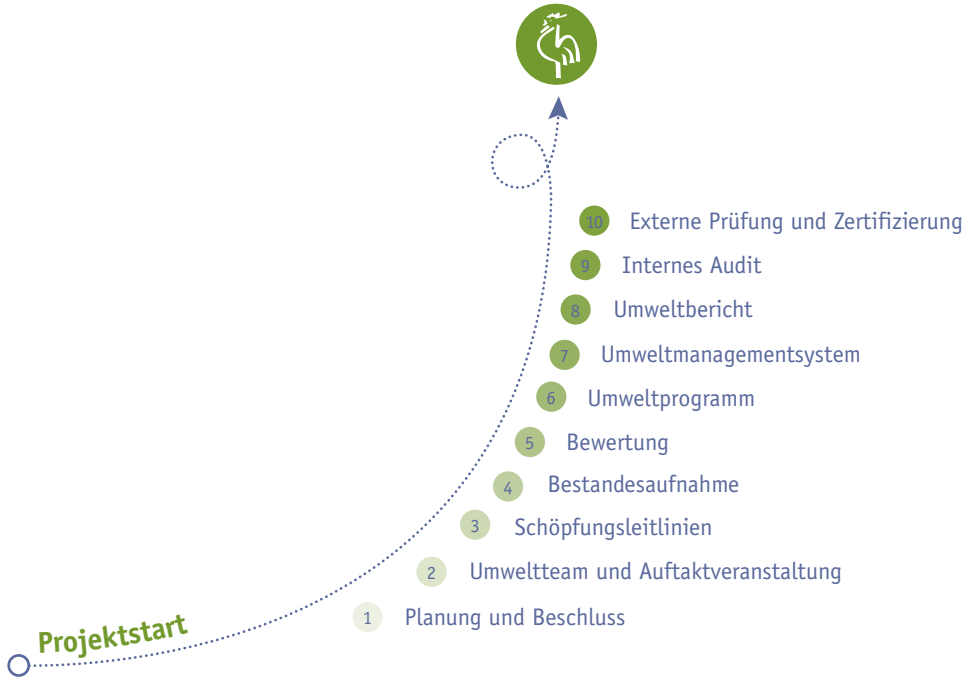 10 Externe Prüfung und Zertifizierung
9 Internes Audit
8 Umweltbericht
7 Umweltmanagementsystem
6 Umweltprogramm
5 Bewertung
4 Bestandesaufnahme
3 Schöpfungsleitlinien
2 Umweltteam und Auftaktveranstaltung
1 Planung und Beschluss
Projektstart